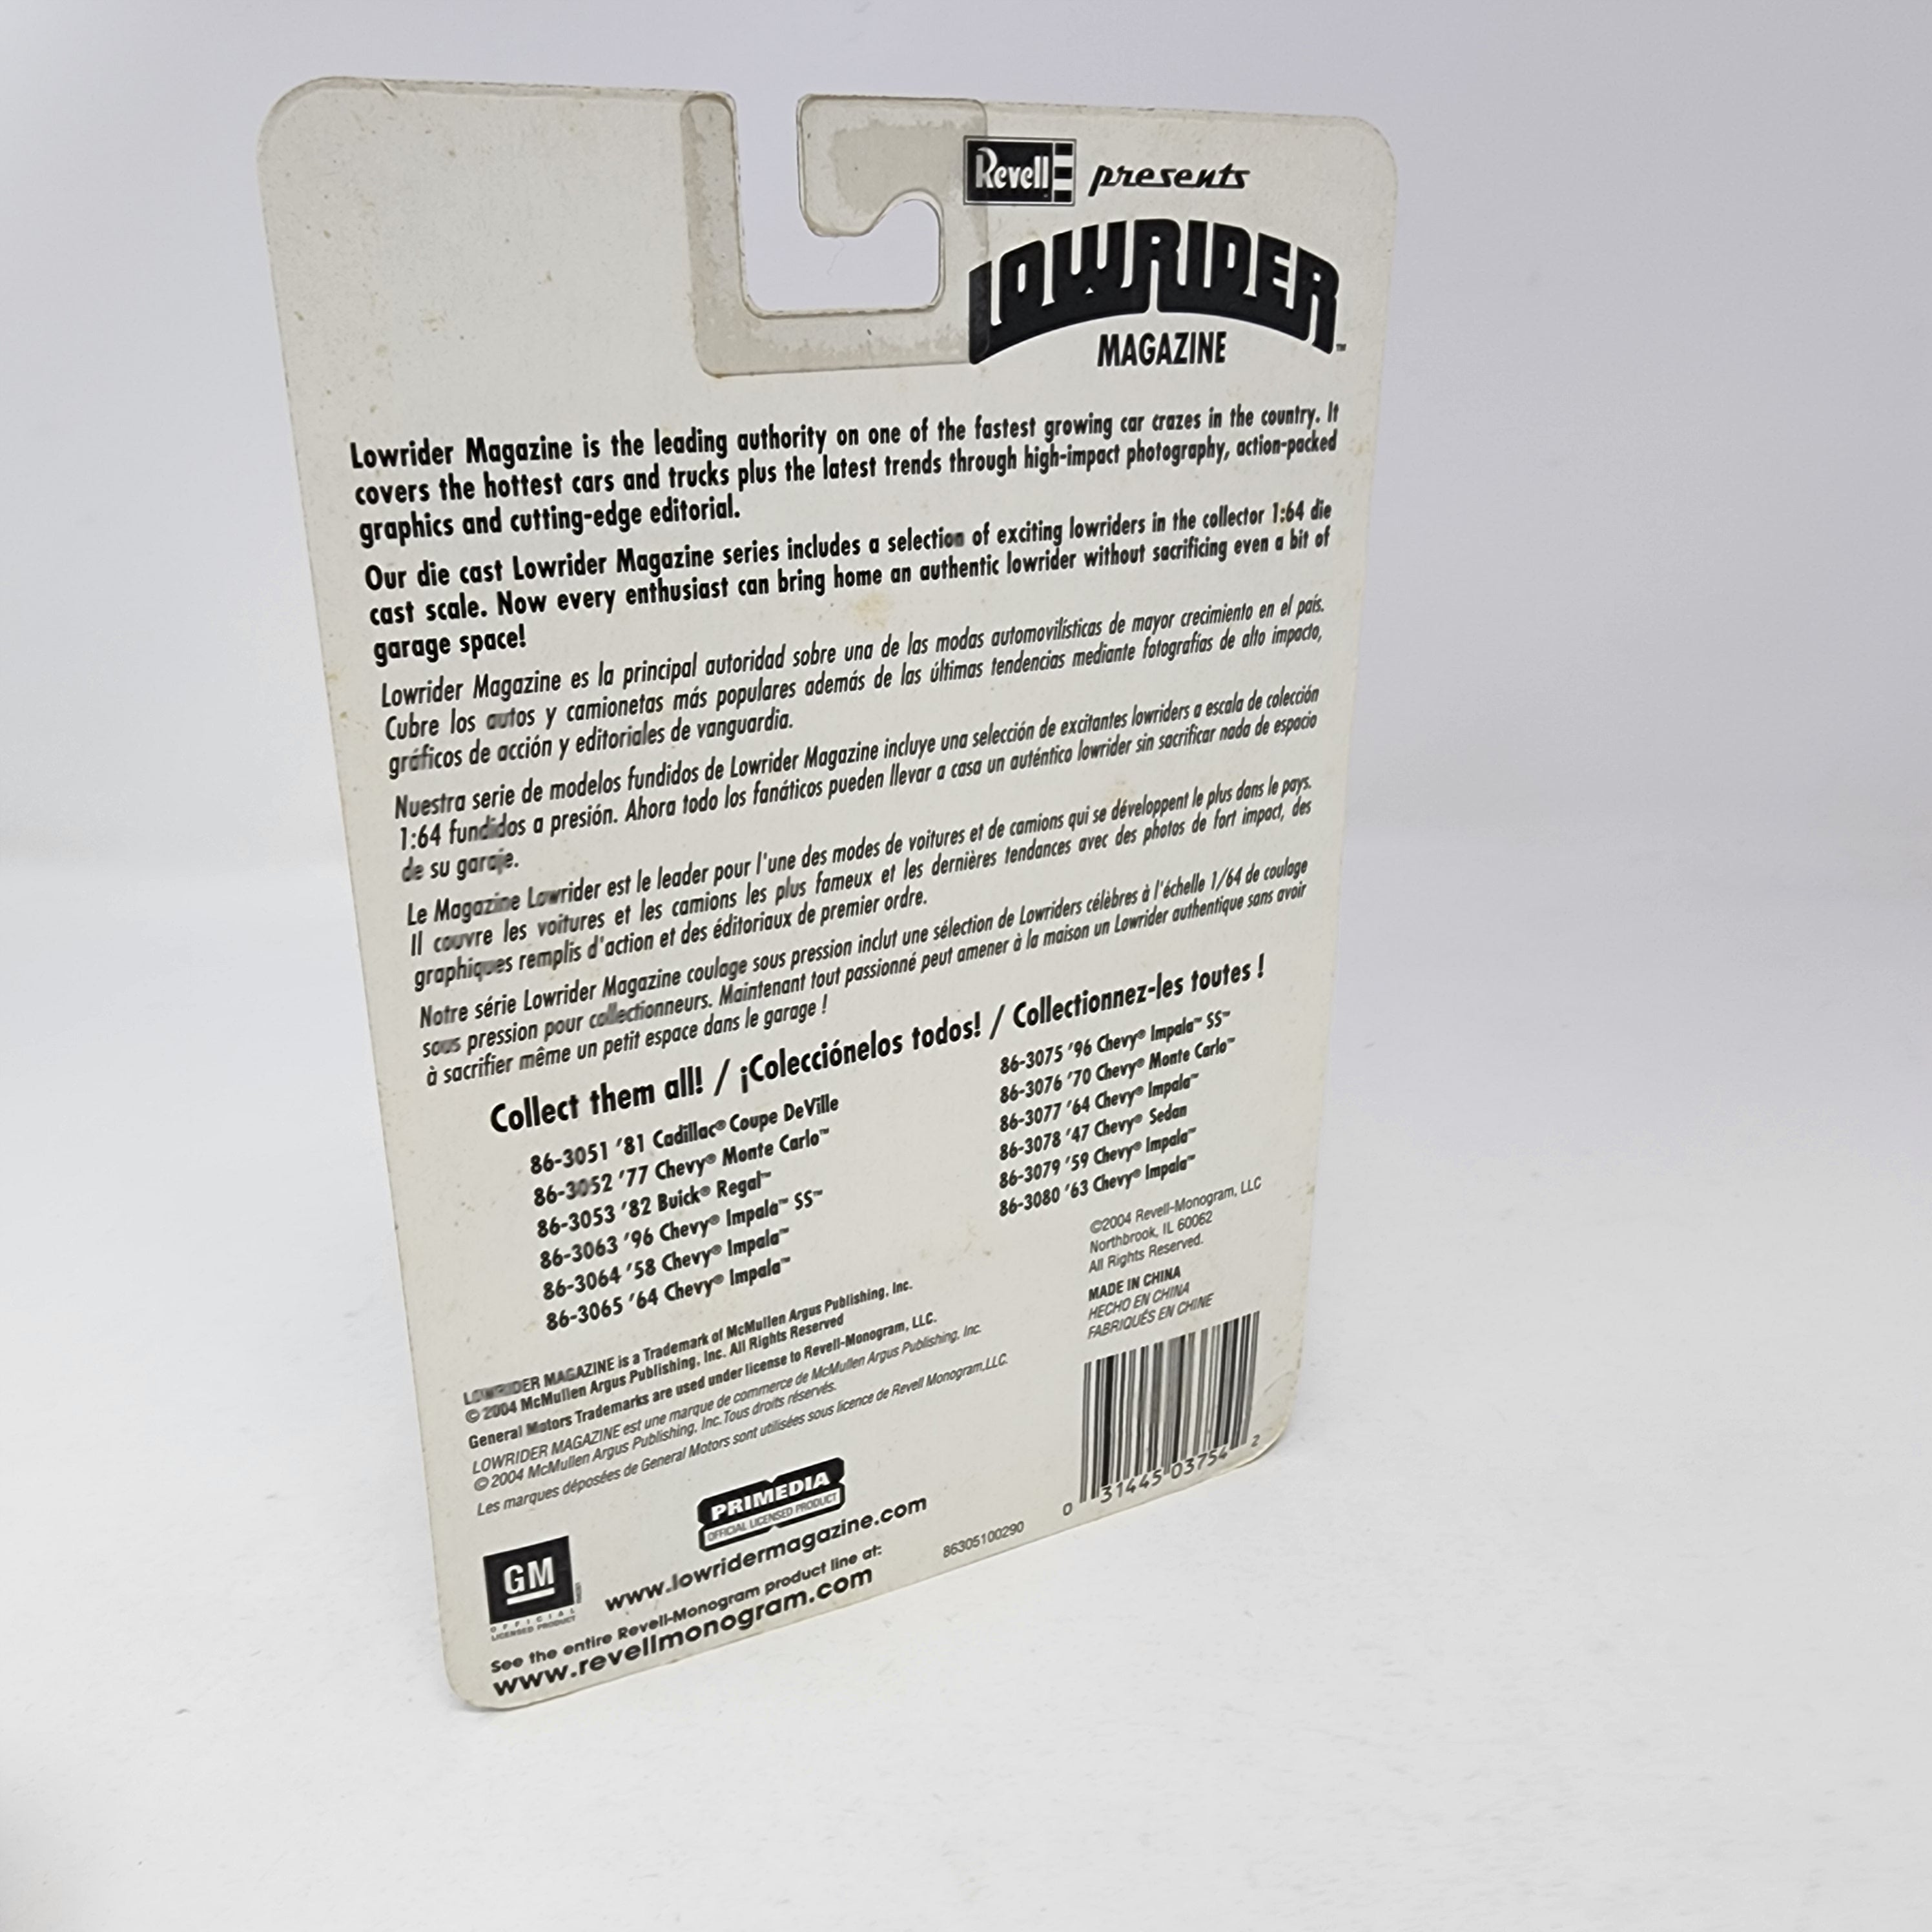 Revell presents
LOWRIDER™
MAGAZINE
Lowrider Magazine is the leading authority on one of the fastest growing car crazes in the country. It
covers the hottest cars and trucks plus the latest trends through high-impact photography, action-packed
graphics and cutting-edge editorial.
Our die cast Lowrider Magazine series includes a selection of exciting lowriders in the collector 1:64 die
cast scale. Now every enthusiast can bring home an authentic lowrider without sacrificing even a bit of
garage space!
Lowrider Magazine es la principal autoridad sobre una de las modas automovilísticas de mayor crecimiento en el país.
Cubre los autos y camionetas más populares además de las últimas tendencias mediante fotografías de alto impacto,
gráficos de acción y editoriales de vanguardia.
Nuestra serie de modelos fundidos de Lowrider Magazine incluye una selección de excitantes lowriders a escala de colección
1:64 fundidos a presión. Ahora todo los fanáticos pueden llevar a casa un auténtico lowrider sin sacrificar nada de espacio
de su garaje.
Le Magazine Lowrider est le leader pour l'une des modes de voitures et de camions qui se développent le plus dans le pays.
Il couvre les voitures et les camions les plus fameux et les dernières tendances avec des photos de fort impact, des
graphiques remplis d'action et des éditoriaux de premier ordre.
Notre série Lowrider Magazine coulage sous pression inclut une sélection de Lowriders célèbres à l'échelle 1/64 de coulage
sous pression pour collectionneurs. Maintenant tout passionné peut amener à la maison un Lowrider authentique sans avoir
à sacrifier même un petit espace dans le garage !
Collect them all! / ¡Colecciónelos todos! / Collectionnez-les toutes !
86-3051 '81 Cadillac® Coupe DeVille
86-3052 '77 Chevy® Monte Carlo™
86-3053 '82 Buick® Regal™
86-3063 '96 Chevy® Impala™ SS™
86-3064 '58 Chevy® Impala™
86-3065 '64 Chevy® Impala™
86-3075 '96 Chevy® Impala™ SS™
86-3076 '70 Chevy® Monte Carlo™
86-3077 '64 Chevy® Impala™
86-3078 '47 Chevy® Sedan
86-3079 '59 Chevy® Impala™
86-3080 '63 Chevy® Impala™
©2004 Revell-Monogram, LLC
Northbrook, IL 60062
All Rights Reserved.
MADE IN CHINA
HECHO EN CHINA
FABRIQUÉS EN CHINE
LOWRIDER MAGAZINE is a Trademark of McMullen Argus Publishing, Inc.
© 2004 McMullen Argus Publishing, Inc. All Rights Reserved
General Motors Trademarks are used under license to Revell-Monogram, LLC.
LOWRIDER MAGAZINE est une marque de commerce de McMullen Argus Publishing, Inc.
© 2004 McMullen Argus Publishing, Inc. Tous droits réservés.
Les marques déposées de General Motors sont utilisées sous licence de Revell Monogram,LLC.
0 31445 03754 2
PRIMEDIA
OFFICIAL LICENSED PRODUCT
GM
OFFICIAL
LICENSED PRODUCT
www.lowridermagazine.com
86305100290
See the entire Revell-Monogram product line at:
www.revellmonogram.com